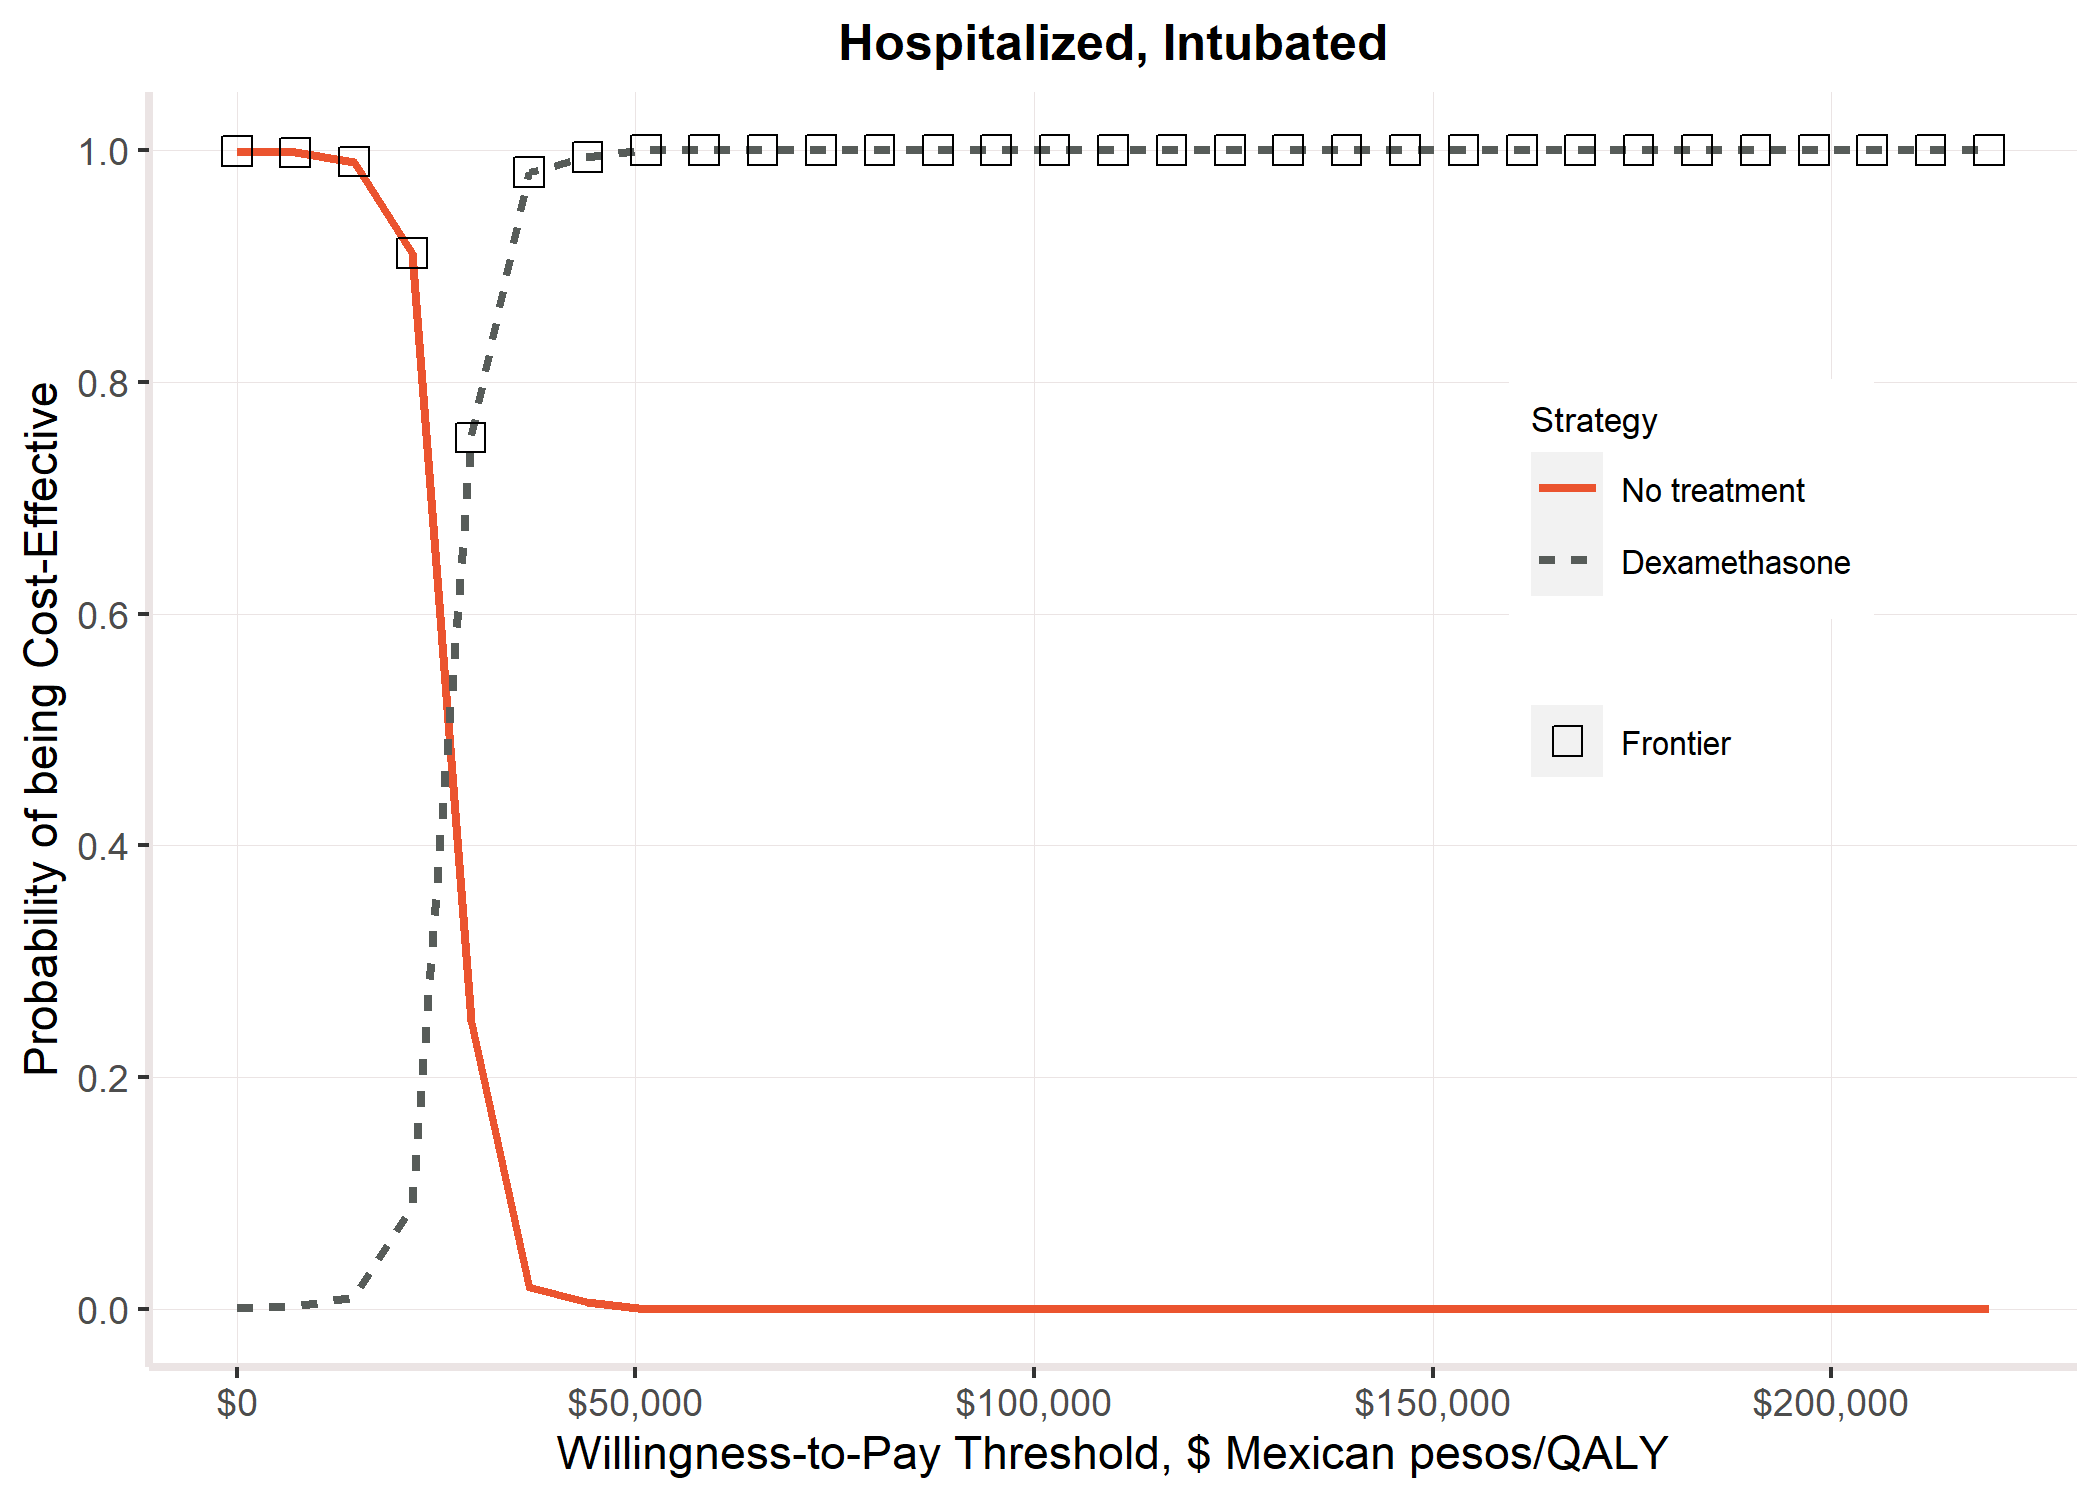 Hospitalized, Intubated
Probability of being Cost-Effective
1.0
0.8
0.6
0.4
0.2
0.0
Strategy
No treatment
Dexamethasone
Frontier
$0
$50,000
$100,000
$150,000
$200,000
Willingness-to-Pay Threshold, $ Mexican pesos/QALY